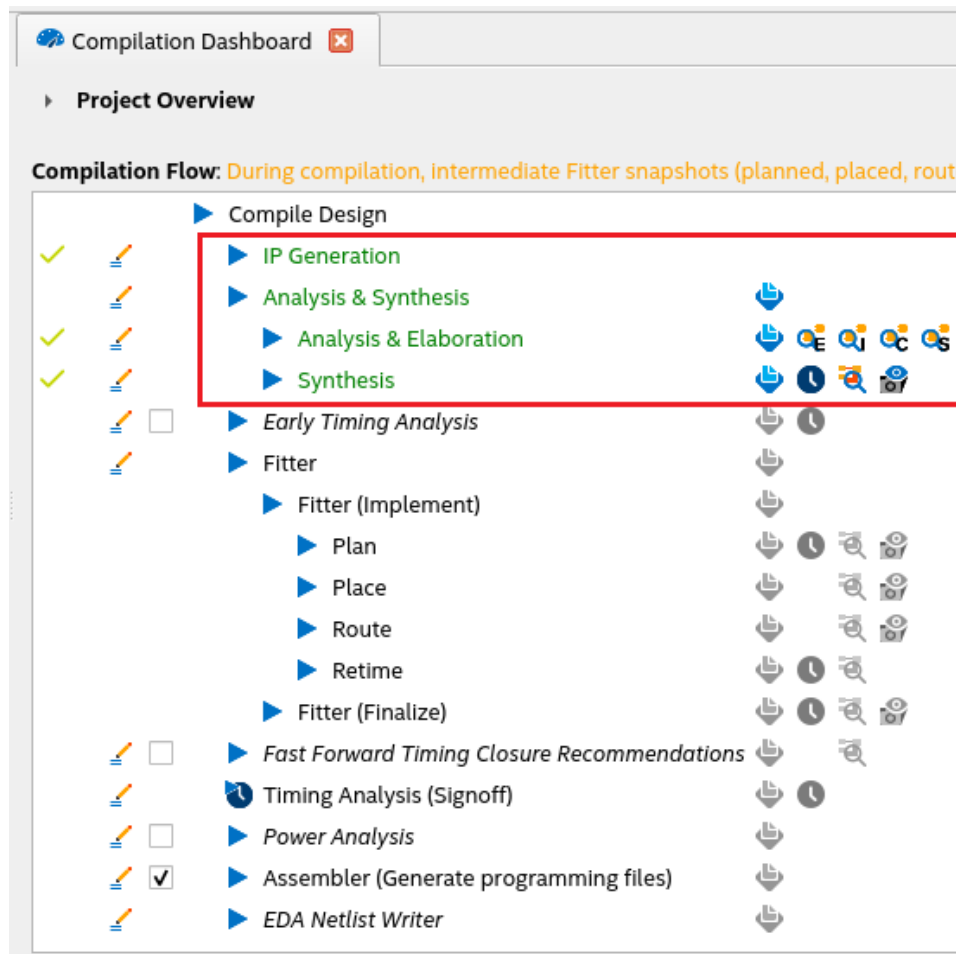 Compilation Dashboard
Project Overview
Compilation Flow: During compilation, intermediate Fitter snapshots (planned, placed, rout
Compile Design
IP Generation
Analysis & Synthesis
Analysis & Elaboration
E I C S
Synthesis
Early Timing Analysis
Fitter
Fitter (Implement)
Plan
Place
Route
Retime
Fitter (Finalize)
Fast Forward Timing Closure Recommendations
Timing Analysis (Signoff)
Power Analysis
Assembler (Generate programming files)
EDA Netlist Writer